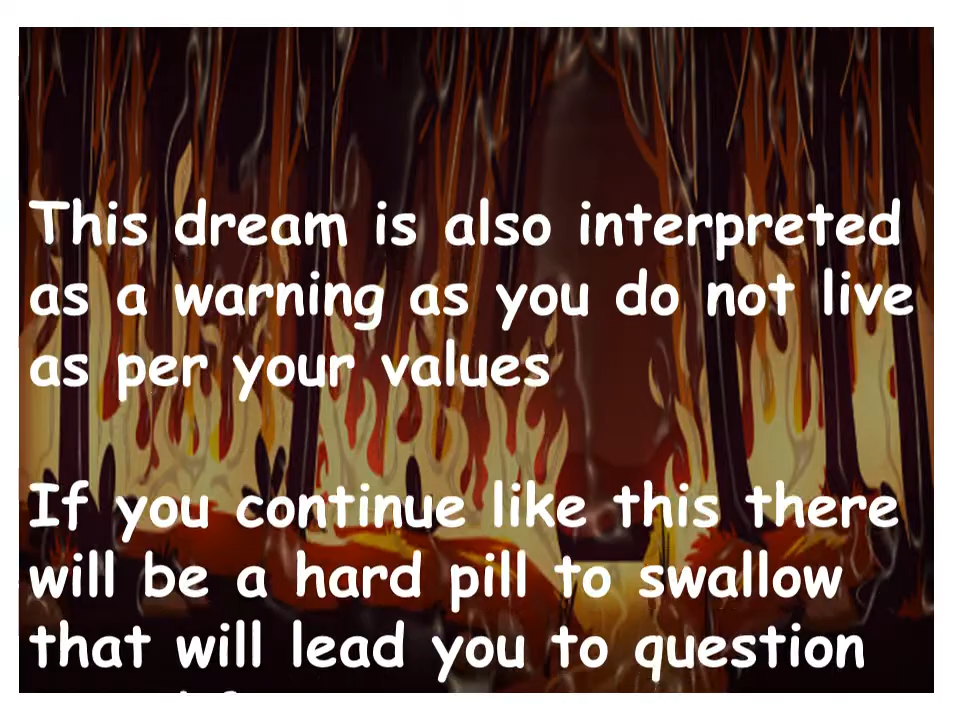 This dream is also interpreted
as a warning as you do not live
as per your values
If you continue like this there
will be a hard pill to swallow
that will lead you to question